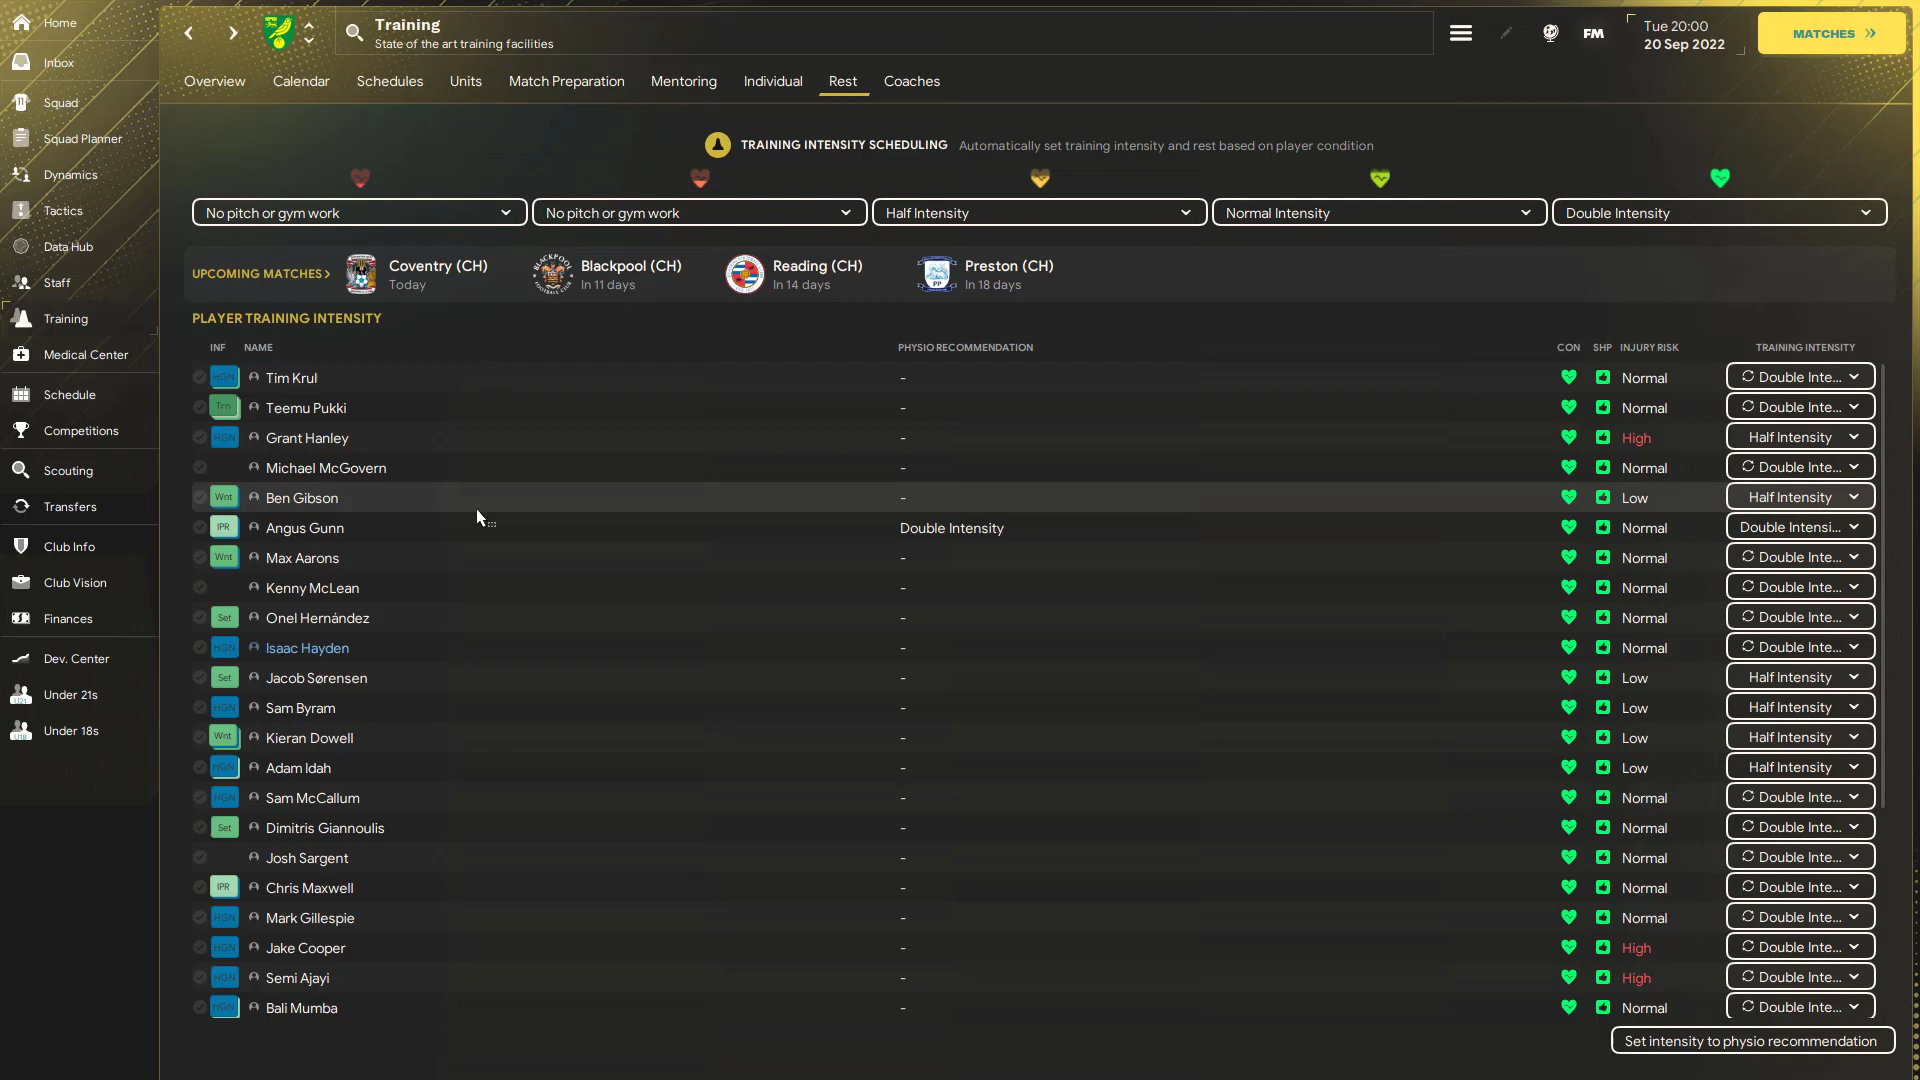 Home
Inbox
Squad
Squad Planner
Dynamics
Tactics
Data Hub
Staff
Training
Medical Center
Schedule
Competitions
Scouting
Transfers
Club Info
Club Vision
Finances
Dev. Center
Under 21s
Under 18s
Training
State of the art training facilities
FM
Tue 20:00
20 Sep 2022
MATCHES
Overview Calendar Schedules Units Match Preparation Mentoring Individual Rest Coaches
TRAINING INTENSITY SCHEDULING Automatically set training intensity and rest based on player condition
No pitch or gym work No pitch or gym work Half Intensity Normal Intensity Double Intensity
UPCOMING MATCHES >
Coventry (CH)
Today
Blackpool (CH)
In 11 days
Reading (CH)
In 14 days
Preston (CH)
In 18 days
PLAYER TRAINING INTENSITY
INF NAME PHYSIO RECOMMENDATION CON SHP INJURY RISK TRAINING INTENSITY
HGN Tim Krul - Normal Double Inte...
Trn Teemu Pukki - Normal Double Inte...
HGN Grant Hanley - High Half Intensity
Michael McGovern - Normal Double Inte...
Wnt Ben Gibson - Low Half Intensity
IPR Angus Gunn Double Intensity Normal Double Intensi...
Wnt Max Aarons - Normal Double Inte...
Kenny McLean - Normal Double Inte...
Set Onel Hernández - Normal Double Inte...
HGN Isaac Hayden - Normal Double Inte...
Set Jacob Sørensen - Low Half Intensity
HGN Sam Byram - Low Half Intensity
Wnt Kieran Dowell - Low Half Intensity
HGN Adam Idah - Low Half Intensity
HGN Sam McCallum - Normal Double Inte...
Set Dimitris Giannoulis - Normal Double Inte...
Josh Sargent - Normal Double Inte...
IPR Chris Maxwell - Normal Double Inte...
HGN Mark Gillespie - Normal Double Inte...
HGN Jake Cooper - High Double Inte...
HGN Semi Ajayi - High Double Inte...
HGN Bali Mumba - Normal Double Inte...
Set intensity to physio recommendation